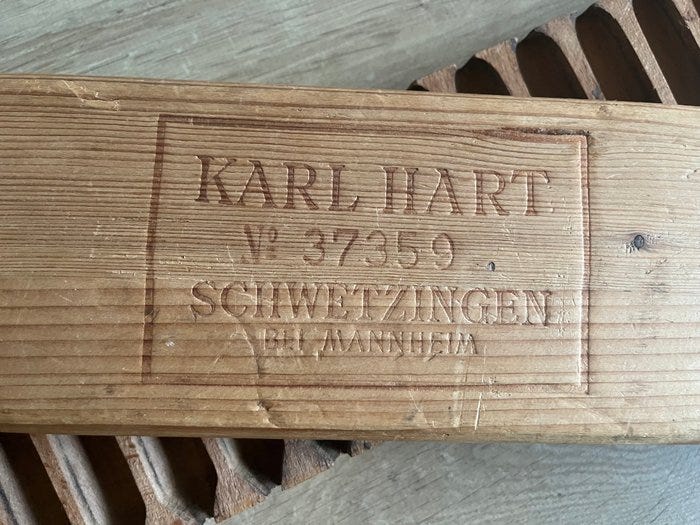 KARL HART
Nº 37359
SCHWETZINGEN
BEI MANNHEIM